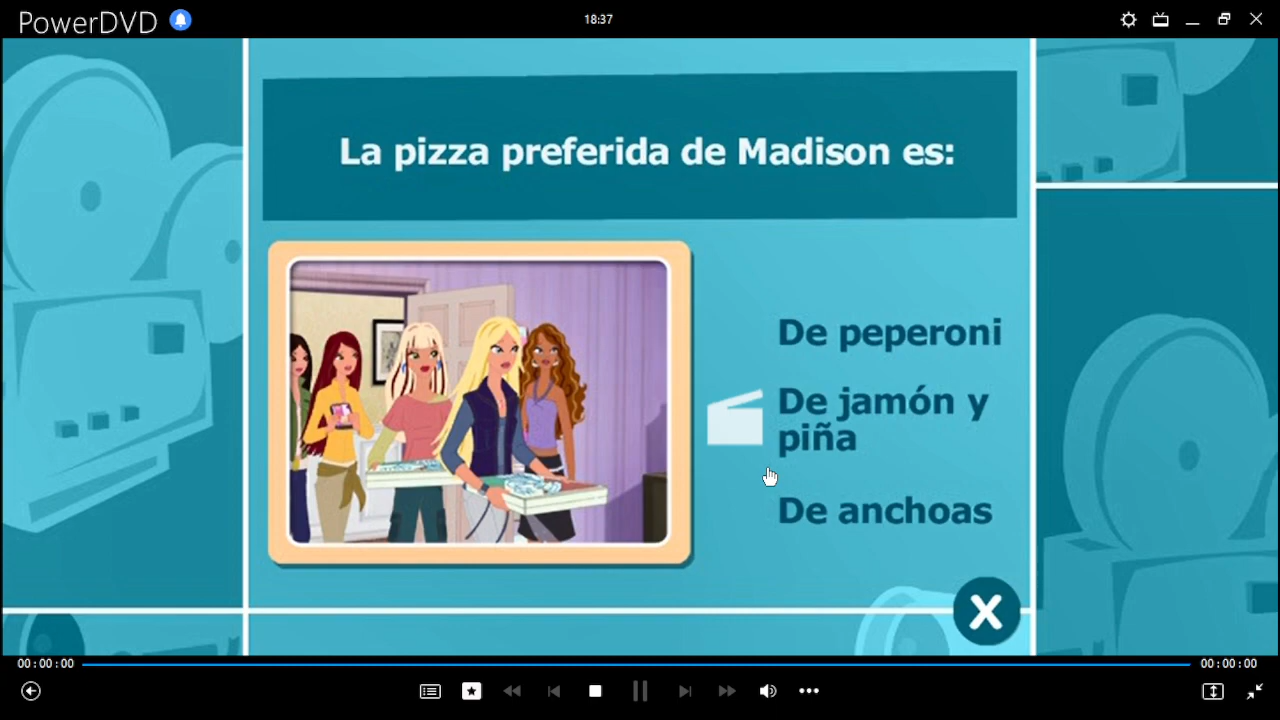 PowerDVD
18:37
La pizza preferida de Madison es:
De peperoni
De jamón y
piña
De anchoas
X
00:00:00
00:00:00